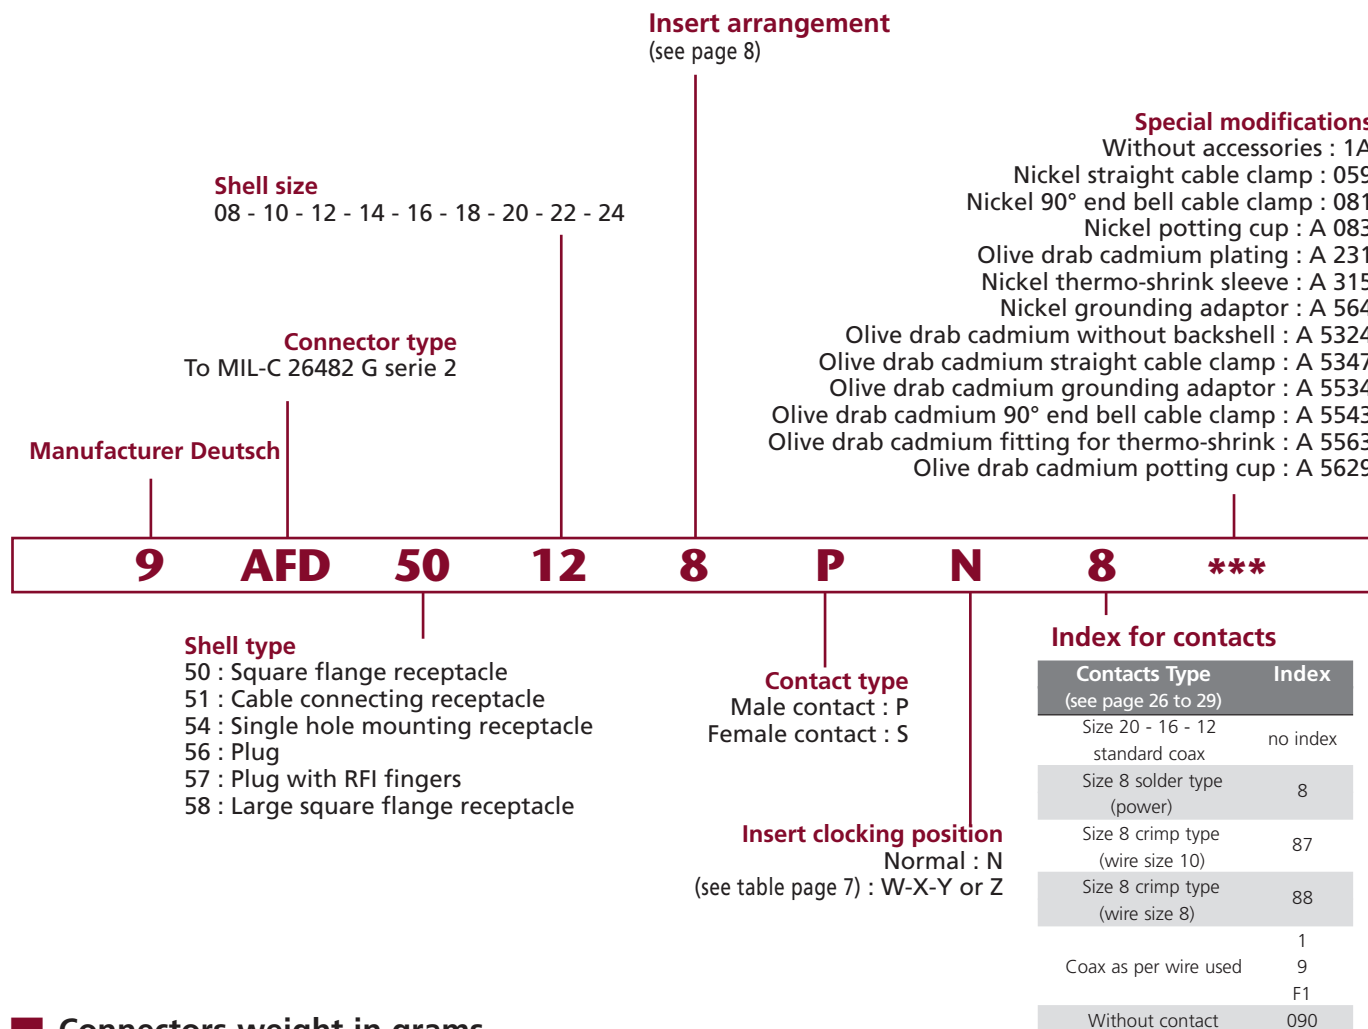 Insert arrangement
(see page 8)
Special modifications
Without accessories : 1A
Nickel straight cable clamp : 059
Nickel 90° end bell cable clamp : 081
Nickel potting cup : A 083
Olive drab cadmium plating : A 231
Nickel thermo-shrink sleeve : A 315
Nickel grounding adaptor : A 564
Olive drab cadmium without backshell : A 5324
Olive drab cadmium straight cable clamp : A 5347
Olive drab cadmium grounding adaptor : A 5534
Olive drab cadmium 90° end bell cable clamp : A 5543
Olive drab cadmium fitting for thermo-shrink : A 5563
Olive drab cadmium potting cup : A 5629
Shell size
08 - 10 - 12 - 14 - 16 - 18 - 20 - 22 - 24
Connector type
To MIL-C 26482 G serie 2
Manufacturer Deutsch
9 AFD 50 12 8 P N 8 ***
Shell type
50 : Square flange receptacle
51 : Cable connecting receptacle
54 : Single hole mounting receptacle
56 : Plug
57 : Plug with RFI fingers
58 : Large square flange receptacle
Contact type
Male contact : P
Female contact : S
Insert clocking position
Normal : N
(see table page 7) : W-X-Y or Z
Index for contacts
Contacts Type Index
(see page 26 to 29)
Size 20 - 16 - 12
standard coax no index
Size 8 solder type
(power) 8
Size 8 crimp type
(wire size 10) 87
Size 8 crimp type
(wire size 8) 88
1
Coax as per wire used 9
F1
Without contact 090
Connectors weight in grams